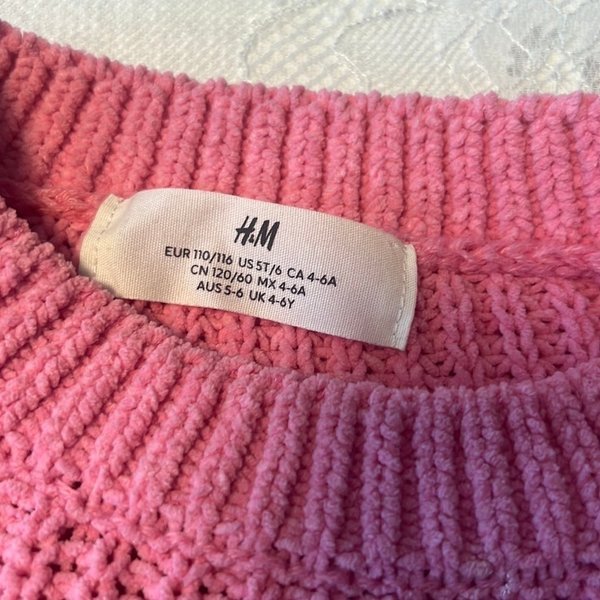 H&M
EUR 110/116 US 5T/6 CA 4-6A
CN 120/60 MX 4-6A
AUS 5-6 UK 4-6Y